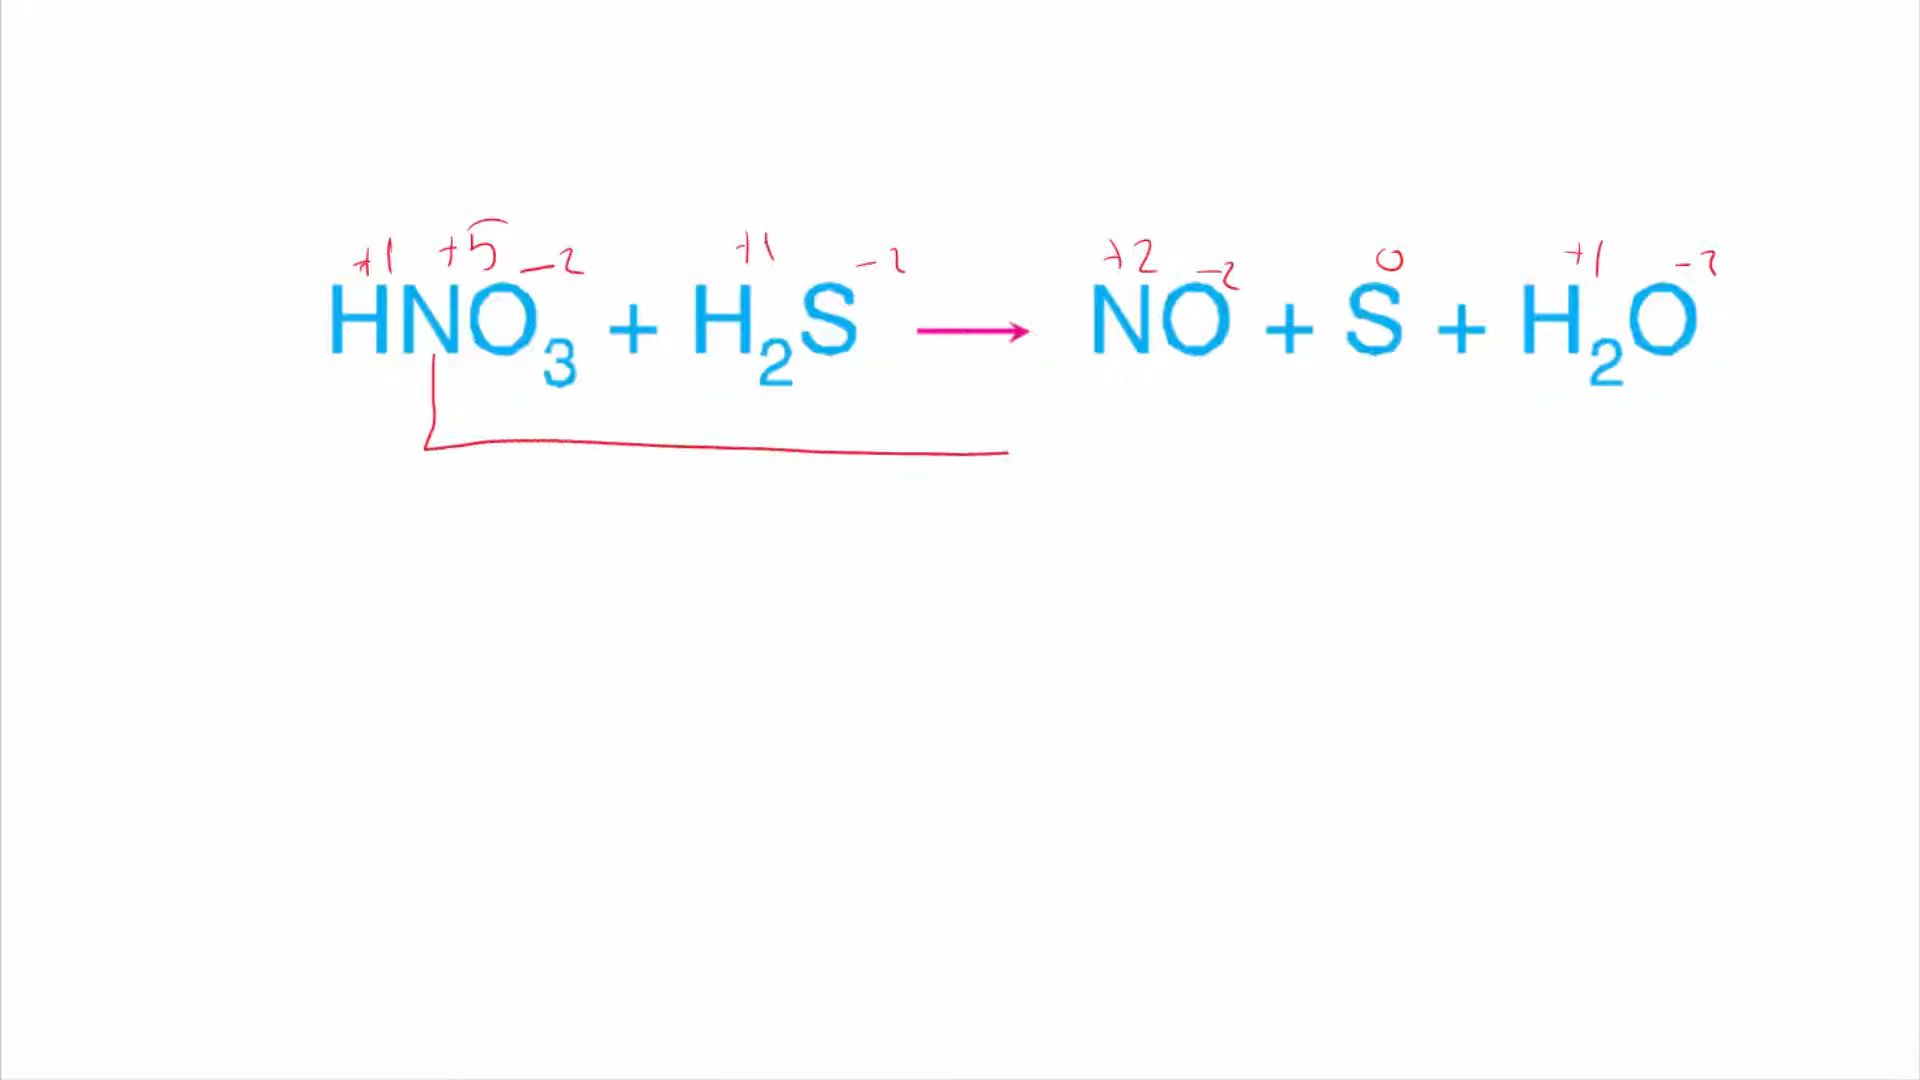 +1 +5 -2 +1 -2 +2 -2 0 +1 -2
HNO₃ + H₂S ⟶ NO + S + H₂O